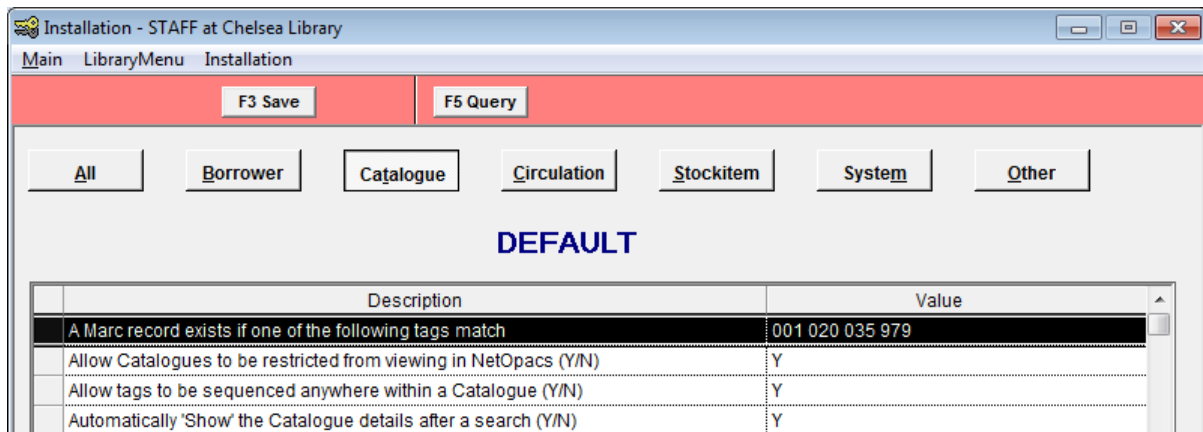 Installation - STAFF at Chelsea Library
Main LibraryMenu Installation
F3 Save F5 Query
All Borrower Catalogue Circulation Stockitem System Other
DEFAULT
Description Value
A Marc record exists if one of the following tags match 001 020 035 979
Allow Catalogues to be restricted from viewing in NetOpacs (Y/N) Y
Allow tags to be sequenced anywhere within a Catalogue (Y/N) Y
Automatically 'Show' the Catalogue details after a search (Y/N) Y